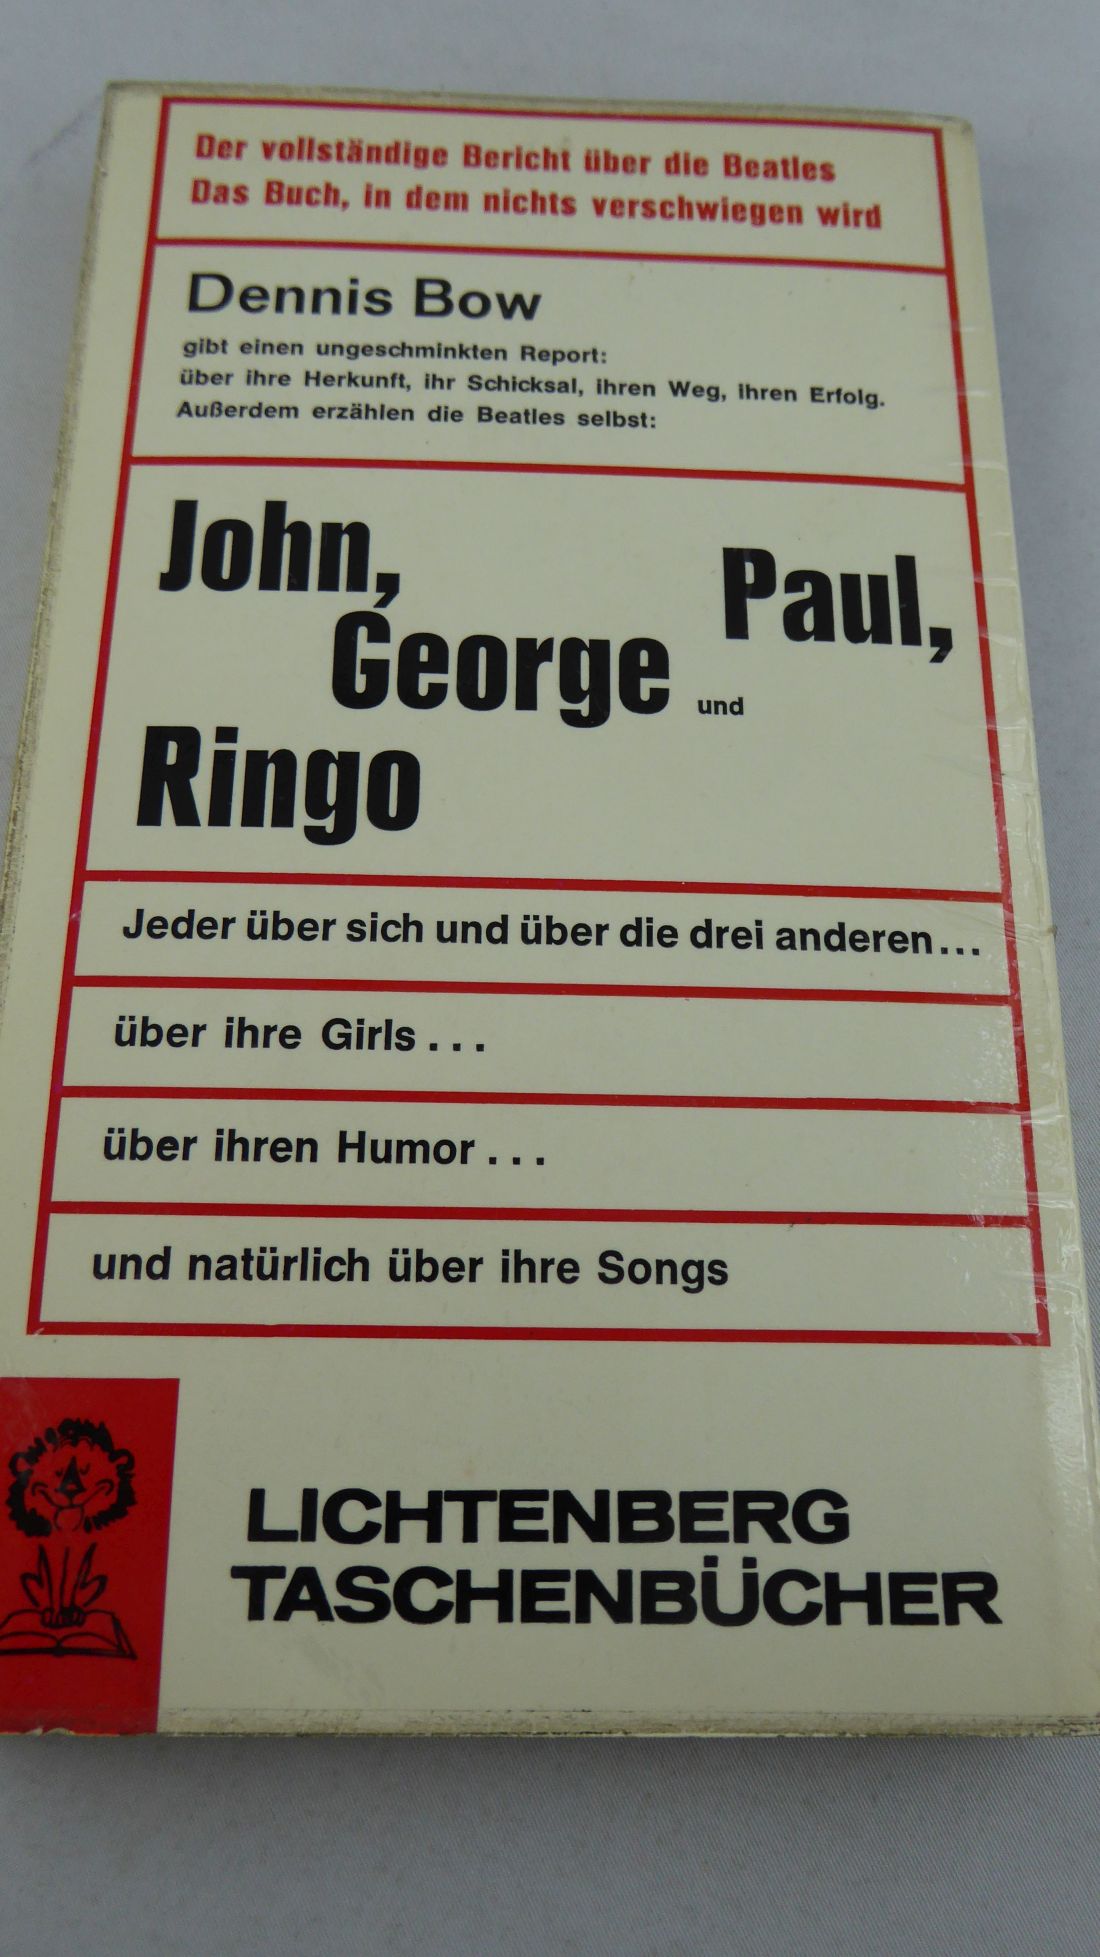 Der vollständige Bericht über die Beatles
Das Buch, in dem nichts verschwiegen wird
Dennis Bow
gibt einen ungeschminkten Report:
über ihre Herkunft, ihr Schicksal, ihren Weg, ihren Erfolg.
Außerdem erzählen die Beatles selbst:
John,
Paul,
George und
Ringo
Jeder über sich und über die drei anderen...
über ihre Girls...
über ihren Humor...
und natürlich über ihre Songs
LICHTENBERG
TASCHENBÜCHER